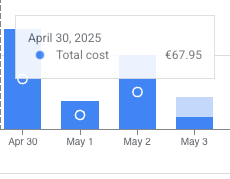 April 30, 2025
Total cost €67.95
Apr 30 May 1 May 2 May 3